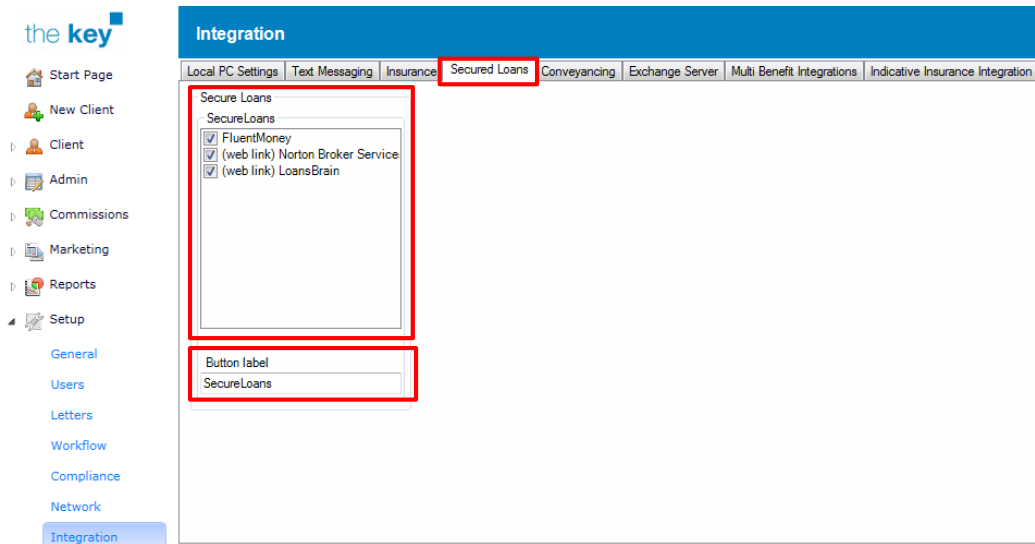 the key
Integration
Start Page
New Client
Client
Admin
Commissions
Marketing
Reports
Setup
General
Users
Letters
Workflow
Compliance
Network
Integration
Local PC Settings Text Messaging Insurance Secured Loans Conveyancing Exchange Server Multi Benefit Integrations Indicative Insurance Integration
Secure Loans
SecureLoans
FluentMoney
(web link) Norton Broker Service
(web link) LoansBrain
Button label
SecureLoans